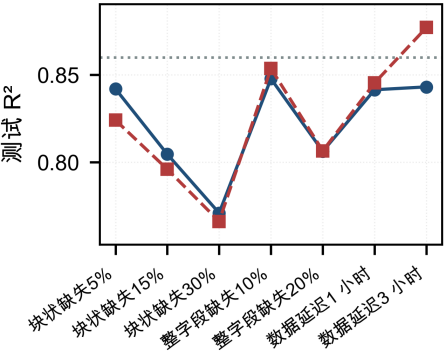 测试 R²
0.85
0.80
块状缺失5%
块状缺失15%
块状缺失30%
整字段缺失10%
整字段缺失20%
数据延迟1 小时
数据延迟3 小时